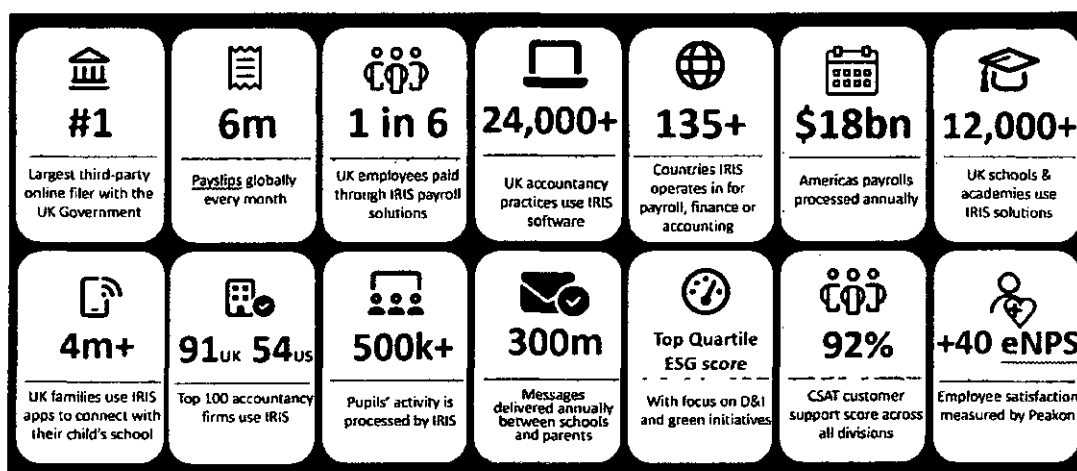 #1
Largest third-party
online filer with the
UK Government
6m
Payslips globally
every month
1 in 6
UK employees paid
through IRIS payroll
solutions
24,000+
UK accountancy
practices use IRIS
software
135+
Countries IRIS
operates in for
payroll, finance or
accounting
$18bn
Americas payrolls
processed annually
12,000+
UK schools &
academies use
IRIS solutions
4m+
UK families use IRIS
apps to connect with
their child's school
91UK 54US
Top 100 accountancy
firms use IRIS
500k+
Pupils' activity is
processed by IRIS
300m
Messages
delivered annually
between schools
and parents
Top Quartile
ESG score
With focus on D&I
and green initiatives
92%
CSAT customer
support score across
all divisions
+40 eNPS
Employee satisfaction
measured by Peakon